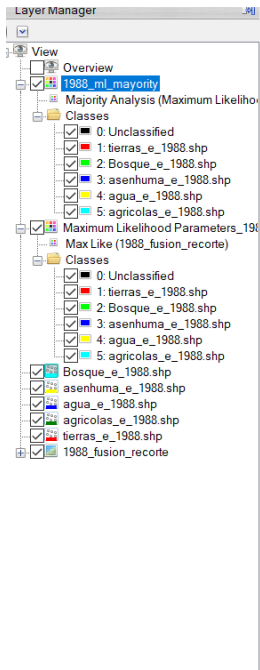 Layer Manager
View
Overview
1988_ml_mayority
Majority Analysis (Maximum Likeliho
Classes
0: Unclassified
1: tierras_e_1988.shp
2: Bosque_e_1988.shp
3: asenhuma_e_1988.shp
4: agua_e_1988.shp
5: agricolas_e_1988.shp
Maximum Likelihood Parameters_198
Max Like (1988_fusion_recorte)
Classes
0: Unclassified
1: tierras_e_1988.shp
2: Bosque_e_1988.shp
3: asenhuma_e_1988.shp
4: agua_e_1988.shp
5: agricolas_e_1988.shp
Bosque_e_1988.shp
asenhuma_e_1988.shp
agua_e_1988.shp
agricolas_e_1988.shp
tierras_e_1988.shp
1988_fusion_recorte